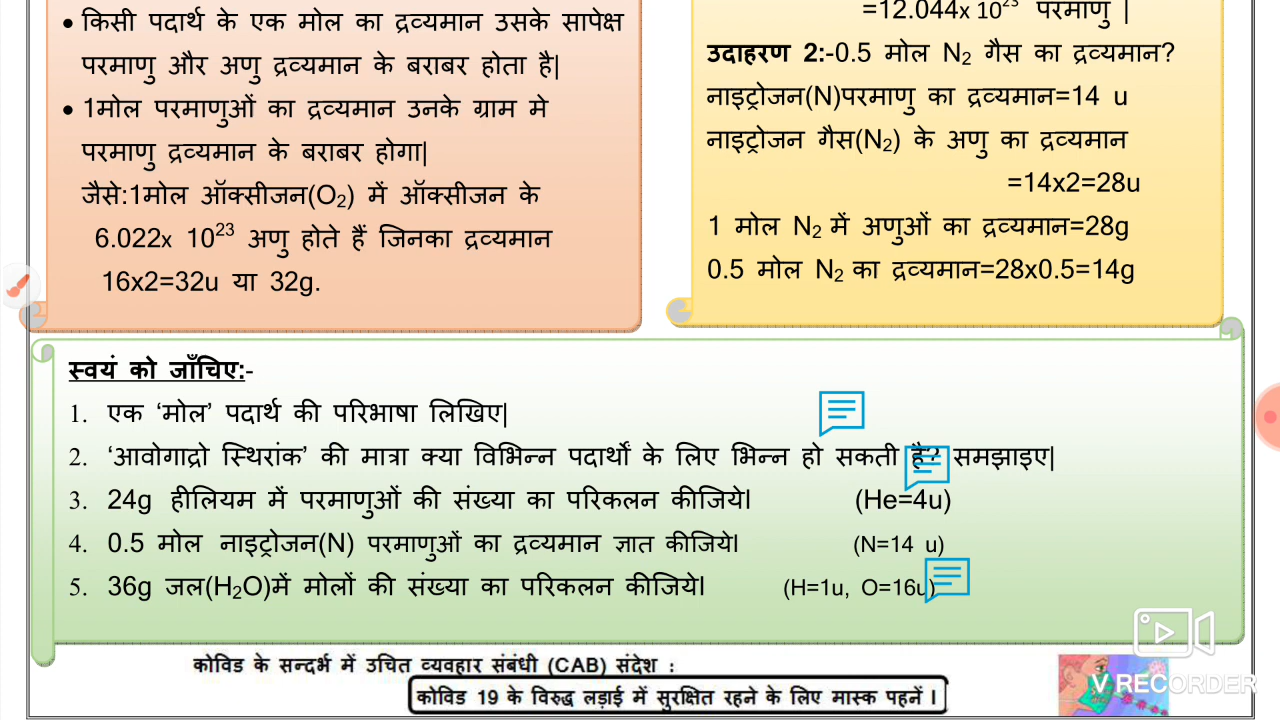 • किसी पदार्थ के एक मोल का द्रव्यमान उसके सापेक्ष
परमाणु और अणु द्रव्यमान के बराबर होता है|
• 1मोल परमाणुओं का द्रव्यमान उनके ग्राम मे
परमाणु द्रव्यमान के बराबर होगा|
जैसे:1मोल ऑक्सीजन(O₂) में ऑक्सीजन के
6.022x 10²³ अणु होते हैं जिनका द्रव्यमान
16x2=32u या 32g.
=12.044x 10²³ परमाणु |
उदाहरण 2:-0.5 मोल N₂ गैस का द्रव्यमान?
नाइट्रोजन(N)परमाणु का द्रव्यमान=14 u
नाइट्रोजन गैस(N₂) के अणु का द्रव्यमान
=14x2=28u
1 मोल N₂ में अणुओं का द्रव्यमान=28g
0.5 मोल N₂ का द्रव्यमान=28x0.5=14g
स्वयं को जाँचिए:-
1. एक ‘मोल’ पदार्थ की परिभाषा लिखिए|
2. ‘आवोगाद्रो स्थिरांक’ की मात्रा क्या विभिन्न पदार्थों के लिए भिन्न हो सकती है? समझाइए|
3. 24g हीलियम में परमाणुओं की संख्या का परिकलन कीजिये। (He=4u)
4. 0.5 मोल नाइट्रोजन(N) परमाणुओं का द्रव्यमान ज्ञात कीजिये। (N=14 u)
5. 36g जल(H₂O)में मोलों की संख्या का परिकलन कीजिये। (H=1u, O=16u)
कोविड के सन्दर्भ में उचित व्यवहार संबंधी (CAB) संदेश :
कोविड 19 के विरुद्ध लड़ाई में सुरक्षित रहने के लिए मास्क पहनें ।
V RECORDER